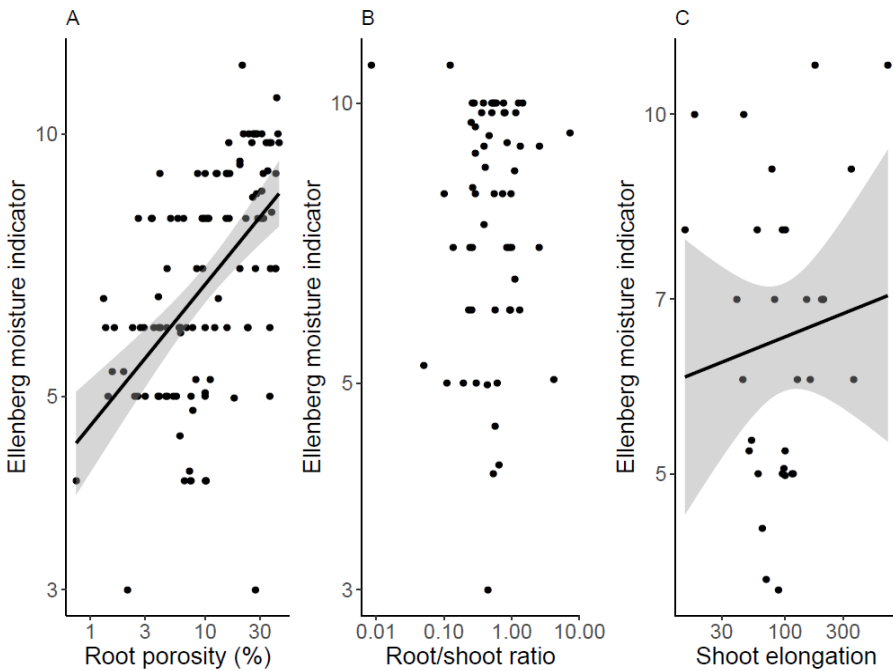 A
B
C
Ellenberg moisture indicator
10
5
3
1
3
10
30
Root porosity (%)
Ellenberg moisture indicator
10
5
3
0.01
0.10
1.00
10.00
Root/shoot ratio
Ellenberg moisture indicator
10
7
5
30
100
300
Shoot elongation